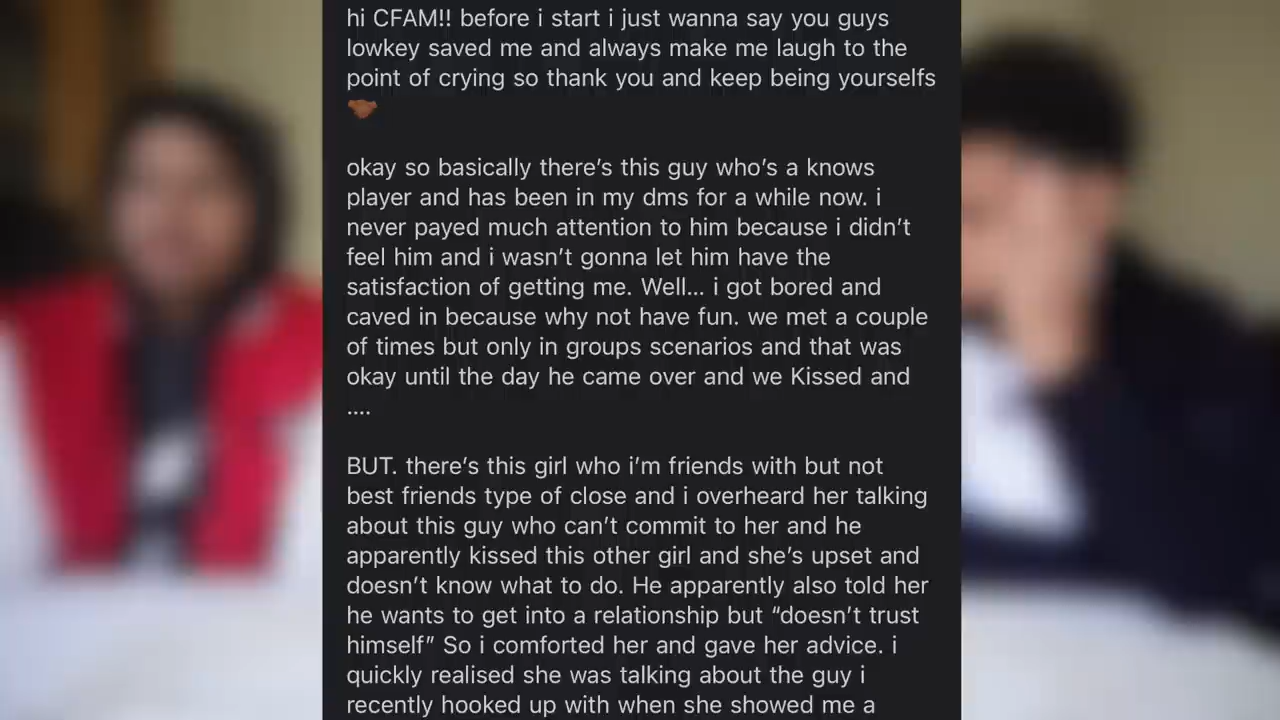 hi CFAM!! before i start i just wanna say you guys
lowkey saved me and always make me laugh to the
point of crying so thank you and keep being yourselfs
okay so basically there’s this guy who’s a knows
player and has been in my dms for a while now. i
never payed much attention to him because i didn’t
feel him and i wasn’t gonna let him have the
satisfaction of getting me. Well... i got bored and
caved in because why not have fun. we met a couple
of times but only in groups scenarios and that was
okay until the day he came over and we Kissed and
....
BUT. there’s this girl who i’m friends with but not
best friends type of close and i overheard her talking
about this guy who can’t commit to her and he
apparently kissed this other girl and she’s upset and
doesn’t know what to do. He apparently also told her
he wants to get into a relationship but “doesn’t trust
himself” So i comforted her and gave her advice. i
quickly realised she was talking about the guy i
recently hooked up with when she showed me a